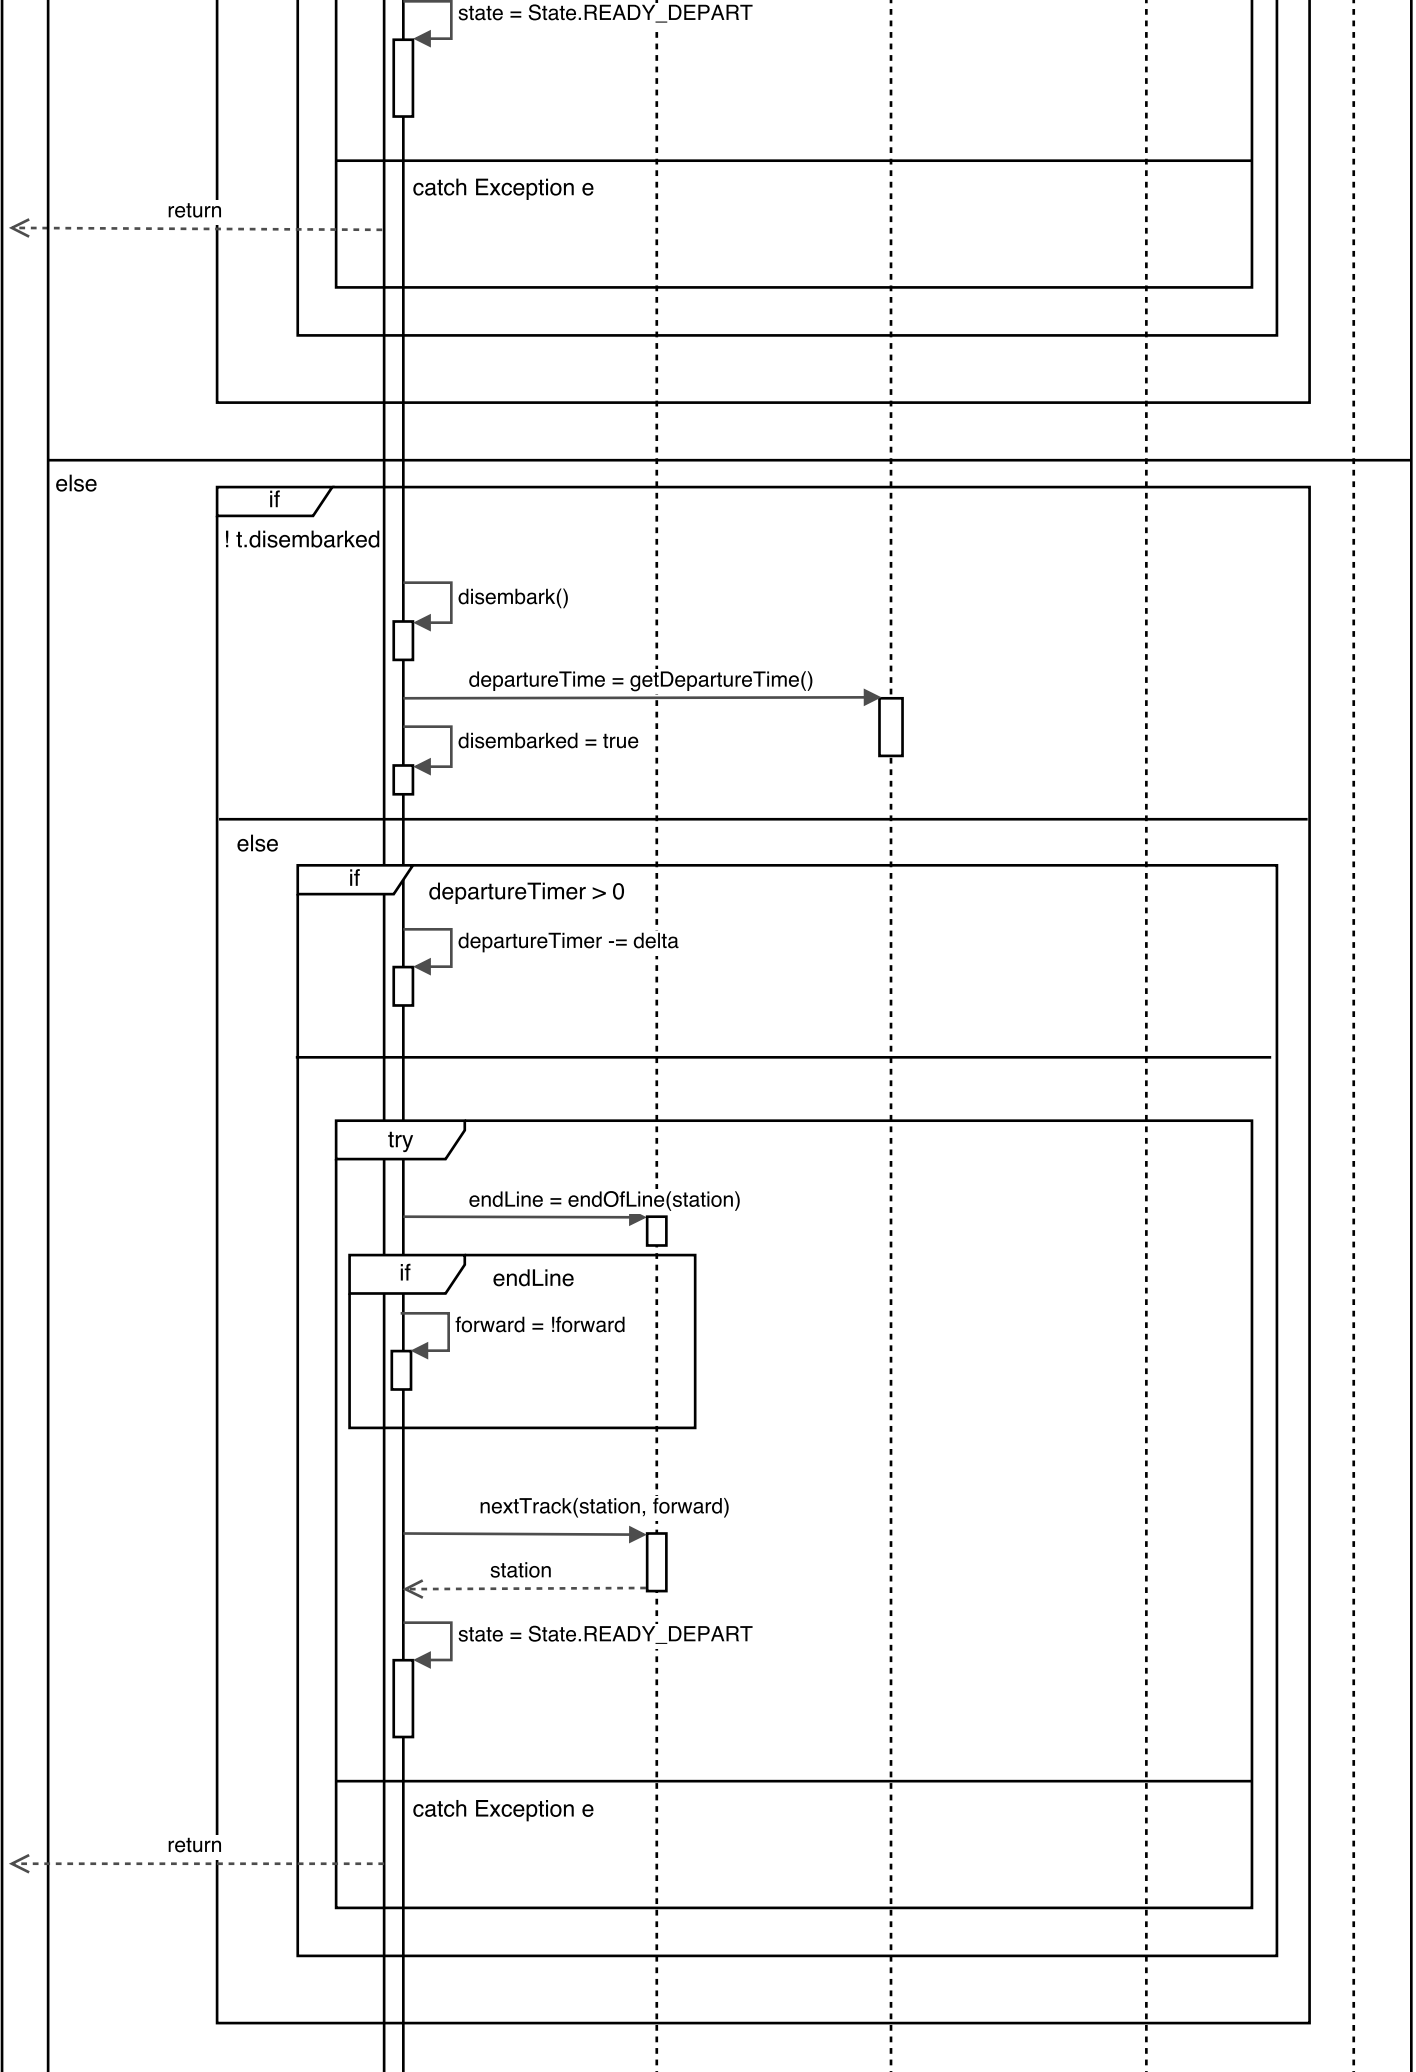 state = State.READY_DEPART
catch Exception e
return
else
if
! t.disembarked
disembark()
departureTime = getDepartureTime()
disembarked = true
else
if
departureTimer > 0
departureTimer -= delta
try
endLine = endOfLine(station)
if
endLine
forward = !forward
nextTrack(station, forward)
station
state = State.READY_DEPART
catch Exception e
return